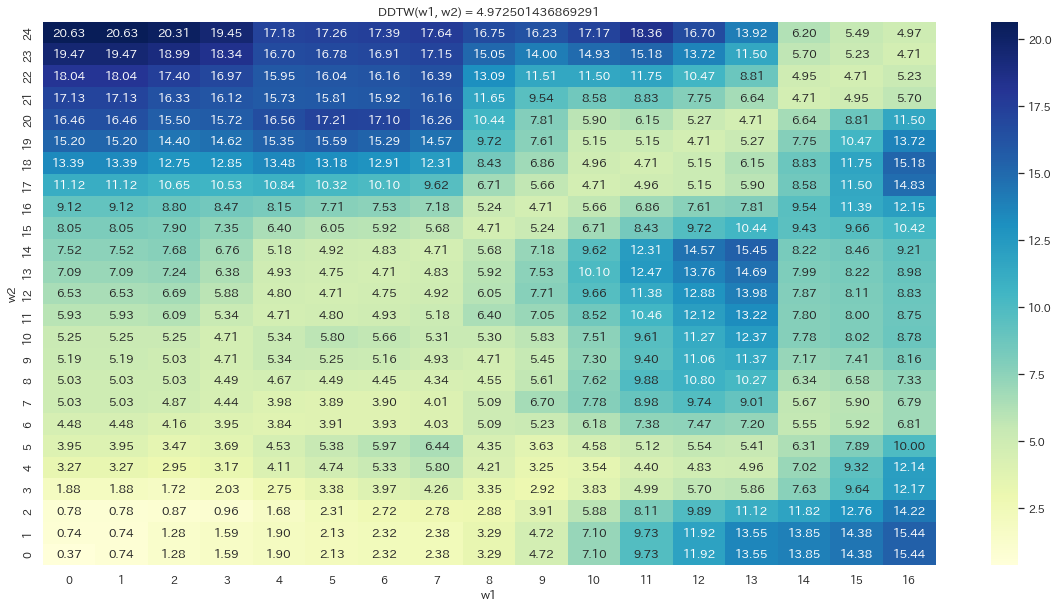 DDTW(w1, w2) = 4.972501436869291
24 20.63 20.63 20.31 19.45 17.18 17.26 17.39 17.64 16.75 16.23 17.17 18.36 16.70 13.92 6.20 5.49 4.97
23 19.47 19.47 18.99 18.34 16.70 16.78 16.91 17.15 15.05 14.00 14.93 15.18 13.72 11.50 5.70 5.23 4.71
22 18.04 18.04 17.40 16.97 15.95 16.04 16.16 16.39 13.09 11.51 11.50 11.75 10.47 8.81 4.95 4.71 5.23
21 17.13 17.13 16.33 16.12 15.73 15.81 15.92 16.16 11.65 9.54 8.58 8.83 7.75 6.64 4.71 4.95 5.70
20 16.46 16.46 15.50 15.72 16.56 17.21 17.10 16.26 10.44 7.81 5.90 6.15 5.27 4.71 6.64 8.81 11.50
19 15.20 15.20 14.40 14.62 15.35 15.59 15.29 14.57 9.72 7.61 5.15 5.15 4.71 5.27 7.75 10.47 13.72
18 13.39 13.39 12.75 12.85 13.48 13.18 12.91 12.31 8.43 6.86 4.96 4.71 5.15 6.15 8.83 11.75 15.18
17 11.12 11.12 10.65 10.53 10.84 10.32 10.10 9.62 6.71 5.66 4.71 4.96 5.15 5.90 8.58 11.50 14.83
16 9.12 9.12 8.80 8.47 8.15 7.71 7.53 7.18 5.24 4.71 5.66 6.86 7.61 7.81 9.54 11.39 12.15
15 8.05 8.05 7.90 7.35 6.40 6.05 5.92 5.68 4.71 5.24 6.71 8.43 9.72 10.44 9.43 9.66 10.42
14 7.52 7.52 7.68 6.76 5.18 4.92 4.83 4.71 5.68 7.18 9.62 12.31 14.57 15.45 8.22 8.46 9.21
13 7.09 7.09 7.24 6.38 4.93 4.75 4.71 4.83 5.92 7.53 10.10 12.47 13.76 14.69 7.99 8.22 8.98
12 6.53 6.53 6.69 5.88 4.80 4.71 4.75 4.92 6.05 7.71 9.66 11.38 12.88 13.98 7.87 8.11 8.83
11 5.93 5.93 6.09 5.34 4.71 4.80 4.93 5.18 6.40 7.05 8.52 10.46 12.12 13.22 7.80 8.00 8.75
10 5.25 5.25 5.25 4.71 5.34 5.80 5.66 5.31 5.30 5.83 7.51 9.61 11.27 12.37 7.78 8.02 8.78
9 5.19 5.19 5.03 4.71 5.34 5.25 5.16 4.93 4.71 5.45 7.30 9.40 11.06 11.37 7.17 7.41 8.16
8 5.03 5.03 5.03 4.49 4.67 4.49 4.45 4.34 4.55 5.61 7.62 9.88 10.80 10.27 6.34 6.58 7.33
7 5.03 5.03 4.87 4.44 3.98 3.89 3.90 4.01 5.09 6.70 7.78 8.98 9.74 9.01 5.67 5.90 6.79
6 4.48 4.48 4.16 3.95 3.84 3.91 3.93 4.03 5.09 5.23 6.18 7.38 7.47 7.20 5.55 5.92 6.81
5 3.95 3.95 3.47 3.69 4.53 5.38 5.97 6.44 4.35 3.63 4.58 5.12 5.54 5.41 6.31 7.89 10.00
4 3.27 3.27 2.95 3.17 4.11 4.74 5.33 5.80 4.21 3.25 3.54 4.40 4.83 4.96 7.02 9.32 12.14
3 1.88 1.88 1.72 2.03 2.75 3.38 3.97 4.26 3.35 2.92 3.83 4.99 5.70 5.86 7.63 9.64 12.17
2 0.78 0.78 0.87 0.96 1.68 2.31 2.72 2.78 2.88 3.91 5.88 8.11 9.89 11.12 11.82 12.76 14.22
1 0.74 0.74 1.28 1.59 1.90 2.13 2.32 2.38 3.29 4.72 7.10 9.73 11.92 13.55 13.85 14.38 15.44
0 0.37 0.74 1.28 1.59 1.90 2.13 2.32 2.38 3.29 4.72 7.10 9.73 11.92 13.55 13.85 14.38 15.44
0 1 2 3 4 5 6 7 8 9 10 11 12 13 14 15 16
w1
w2
20.0
17.5
15.0
12.5
10.0
7.5
5.0
2.5